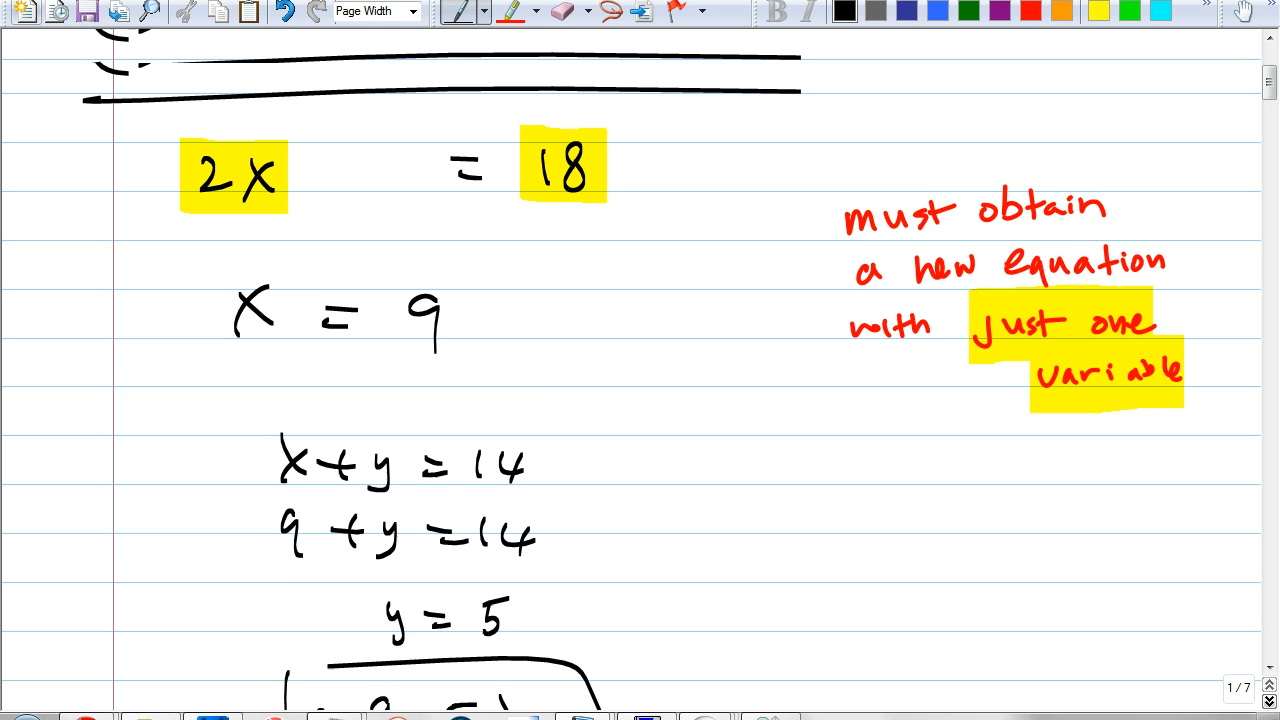 Page Width
2x = 18
must obtain
a new equation
x = 9
with just one
variable
x + y = 14
9 + y = 14
y = 5
1 / 7